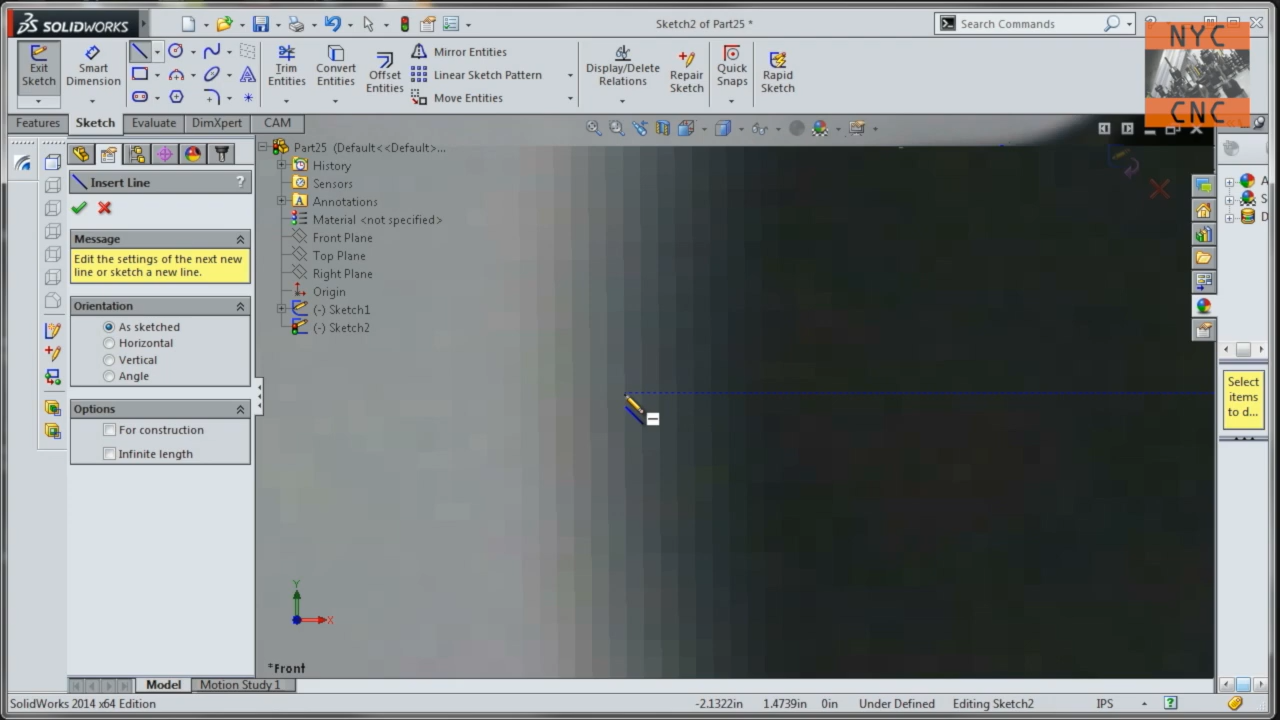 SOLIDWORKS
Sketch2 of Part25 *
Search Commands
?
NYC
CNC
Exit
Sketch
Smart
Dimension
Trim
Entities
Convert
Entities
Offset
Entities
Mirror Entities
Linear Sketch Pattern
Move Entities
Display/Delete
Relations
Repair
Sketch
Quick
Snaps
Rapid
Sketch
Features
Sketch
Evaluate
DimXpert
CAM
Insert Line
?
Message
Edit the settings of the next new
line or sketch a new line.
Orientation
As sketched
Horizontal
Vertical
Angle
Options
For construction
Infinite length
Part25 (Default<<Default>...
History
Sensors
A Annotations
Material <not specified>
Front Plane
Top Plane
Right Plane
Origin
(-) Sketch1
(-) Sketch2
A
S
D
Select
items
to d...
Y
X
*Front
Model
Motion Study 1
SolidWorks 2014 x64 Edition
-2.1322in
1.4739in
0in
Under Defined
Editing Sketch2
IPS
?